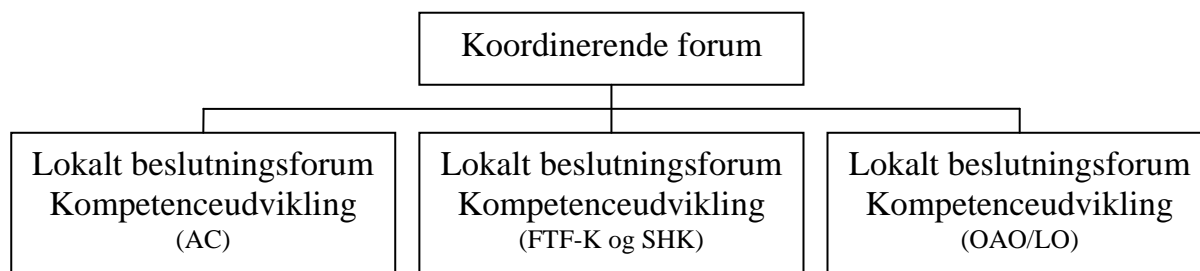 Koordinerende forum
Lokalt beslutningsforum
Kompetenceudvikling
(AC)
Lokalt beslutningsforum
Kompetenceudvikling
(FTF-K og SHK)
Lokalt beslutningsforum
Kompetenceudvikling
(OAO/LO)